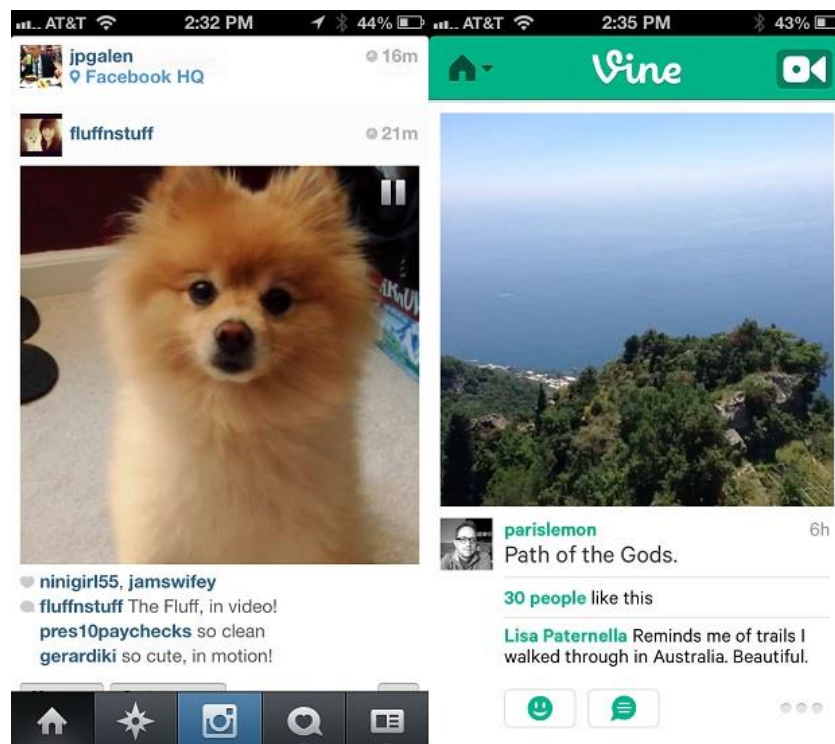 AT&T 2:32 PM 44%
jpgalen 16m
Facebook HQ
fluffnstuff 21m
ninigirl55, jamswifey
fluffnstuff The Fluff, in video!
pres10paychecks so clean
gerardiki so cute, in motion!
AT&T 2:35 PM 43%
Vine
parislemon 6h
Path of the Gods.
30 people like this
Lisa Paternella Reminds me of trails I
walked through in Australia. Beautiful.